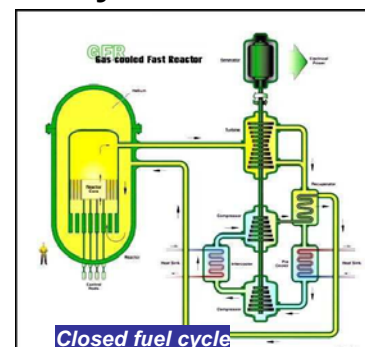 GFR
Gas cooled Fast Reactor
Generator
Electrical
Power
Helium
Turbine
Recuperator
Reactor
Core
Compressor
Heat Sink
Intercooler
Pre
Cooler
Heat Sink
Reactor
Control
Rods
Compressor
Closed fuel cycle